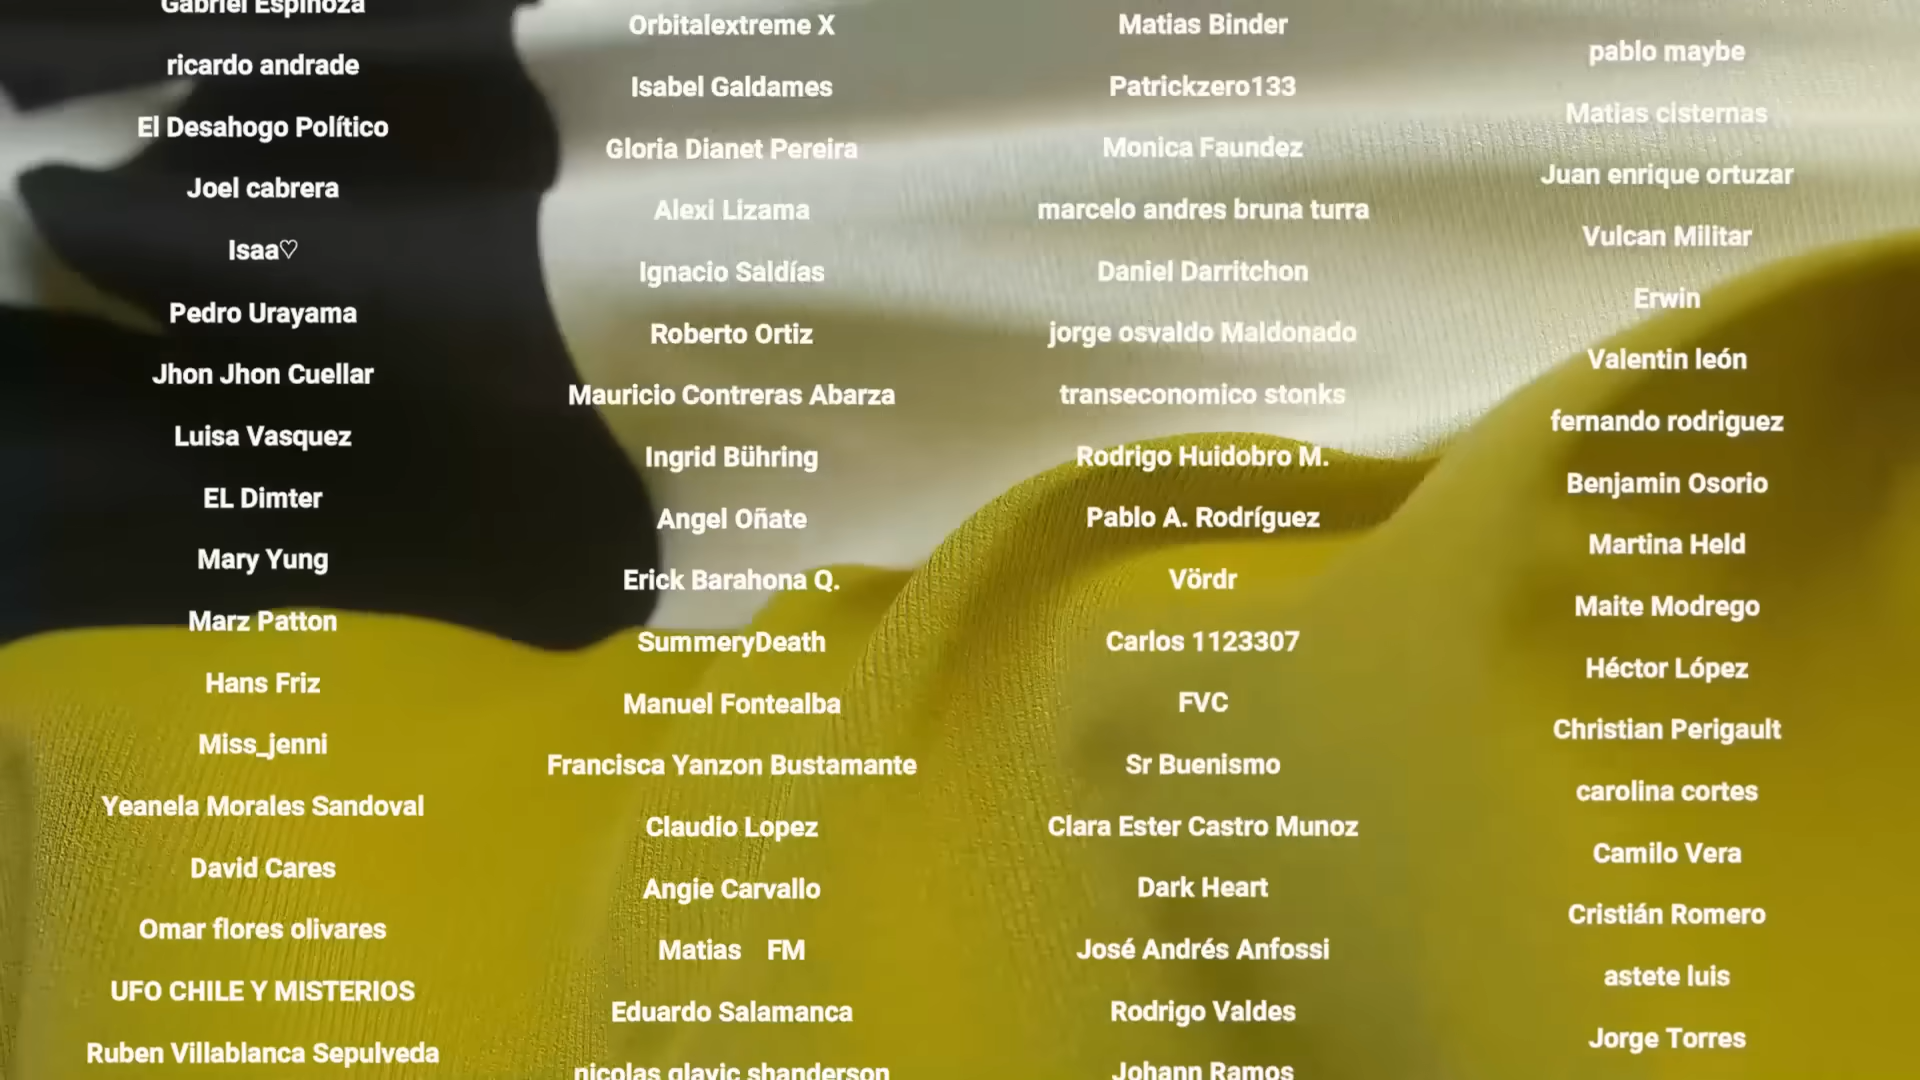 Gabriel Espinoza
ricardo andrade
El Desahogo Político
Joel cabrera
Isaa♡
Pedro Urayama
Jhon Jhon Cuellar
Luisa Vasquez
EL Dimter
Mary Yung
Marz Patton
Hans Friz
Miss_jenni
Yeanela Morales Sandoval
David Cares
Omar flores olivares
UFO CHILE Y MISTERIOS
Ruben Villablanca Sepulveda
Orbitalextreme X
Isabel Galdames
Gloria Dianet Pereira
Alexi Lizama
Ignacio Saldías
Roberto Ortiz
Mauricio Contreras Abarza
Ingrid Bühring
Angel Oñate
Erick Barahona Q.
SummeryDeath
Manuel Fontealba
Francisca Yanzon Bustamante
Claudio Lopez
Angie Carvallo
Matias FM
Eduardo Salamanca
nicolas glavic shanderson
Matias Binder
Patrickzero133
Monica Faundez
marcelo andres bruna turra
Daniel Darritchon
jorge osvaldo Maldonado
transeconomico stonks
Rodrigo Huidobro M.
Pablo A. Rodríguez
Vördr
Carlos 1123307
FVC
Sr Buenismo
Clara Ester Castro Munoz
Dark Heart
José Andrés Anfossi
Rodrigo Valdes
Johann Ramos
pablo maybe
Matias cisternas
Juan enrique ortuzar
Vulcan Militar
Erwin
Valentin león
fernando rodriguez
Benjamin Osorio
Martina Held
Maite Modrego
Héctor López
Christian Perigault
carolina cortes
Camilo Vera
Cristián Romero
astete luis
Jorge Torres